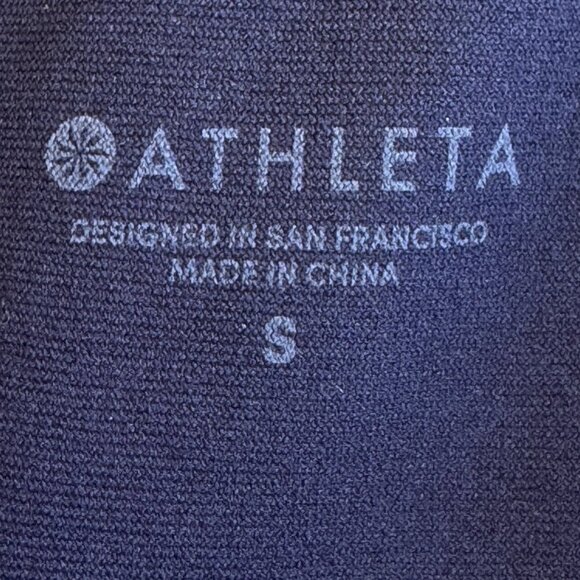 ATHLETA
DESIGNED IN SAN FRANCISCO
MADE IN CHINA
S